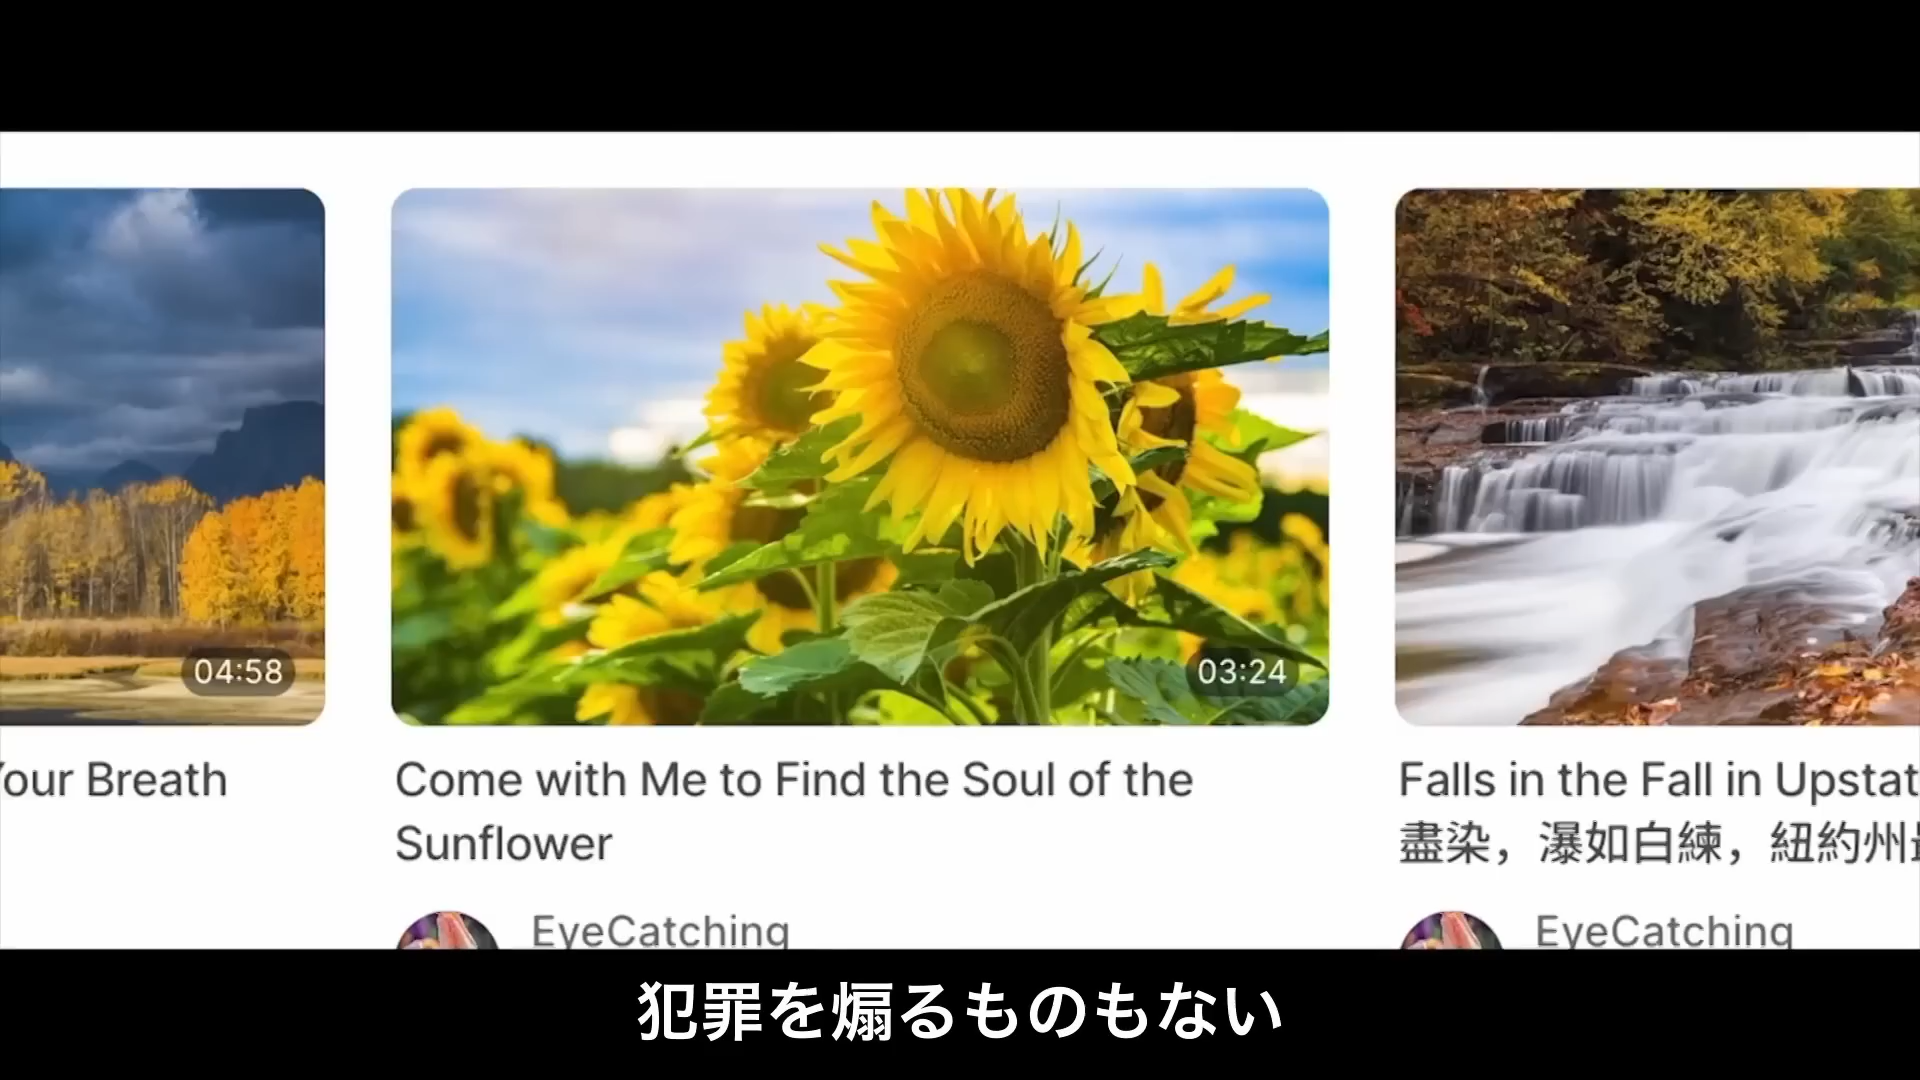 04:58
03:24
Your Breath
Come with Me to Find the Soul of the
Sunflower
Falls in the Fall in Upstat
盡染，瀑如白練，紐約州
EyeCatching
EyeCatching
犯罪を煽るものもない